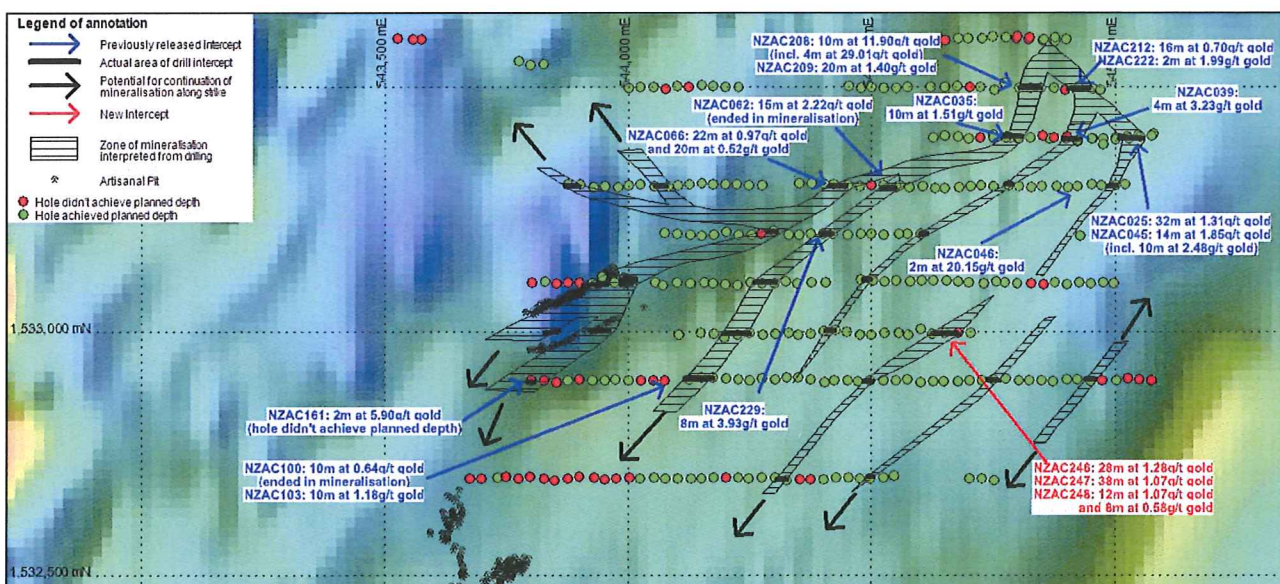 Legend of annotation
Previously released intercept
Actual area of drill intercept
Potential for continuation of
mineralisation along strike
New Intercept
Zone of mineralisation
interpreted from drilling
Artisanal Pit
Hole didn't achieve planned depth
Hole achieved planned depth
543,500 mE
544,000 mE
mE
mE
NZAC208: 10m at 11.90g/t gold
(incl. 4m at 29.01g/t gold)
NZAC209: 20m at 1.40g/t gold
NZAC212: 16m at 0.70g/t gold
NZAC222: 2m at 1.99g/t gold
NZAC062: 15m at 2.22g/t gold
(ended in mineralisation)
NZAC035:
10m at 1.51g/t gold
NZAC039:
4m at 3.23g/t gold
NZAC066: 22m at 0.97g/t gold
and 20m at 0.52g/t gold
NZAC025: 32m at 1.31g/t gold
NZAC045: 14m at 1.85g/t gold
(incl. 10m at 2.48g/t gold)
NZAC046:
2m at 20.15g/t gold
1,533,000 mN
NZAC161: 2m at 5.90g/t gold
(hole didn't achieve planned depth)
NZAC229:
8m at 3.93g/t gold
NZAC100: 10m at 0.64g/t gold
(ended in mineralisation)
NZAC103: 10m at 1.18g/t gold
NZAC246: 28m at 1.28g/t gold
NZAC247: 38m at 1.07g/t gold
NZAC248: 12m at 1.07g/t gold
and 8m at 0.58g/t gold
1,532,500 mN